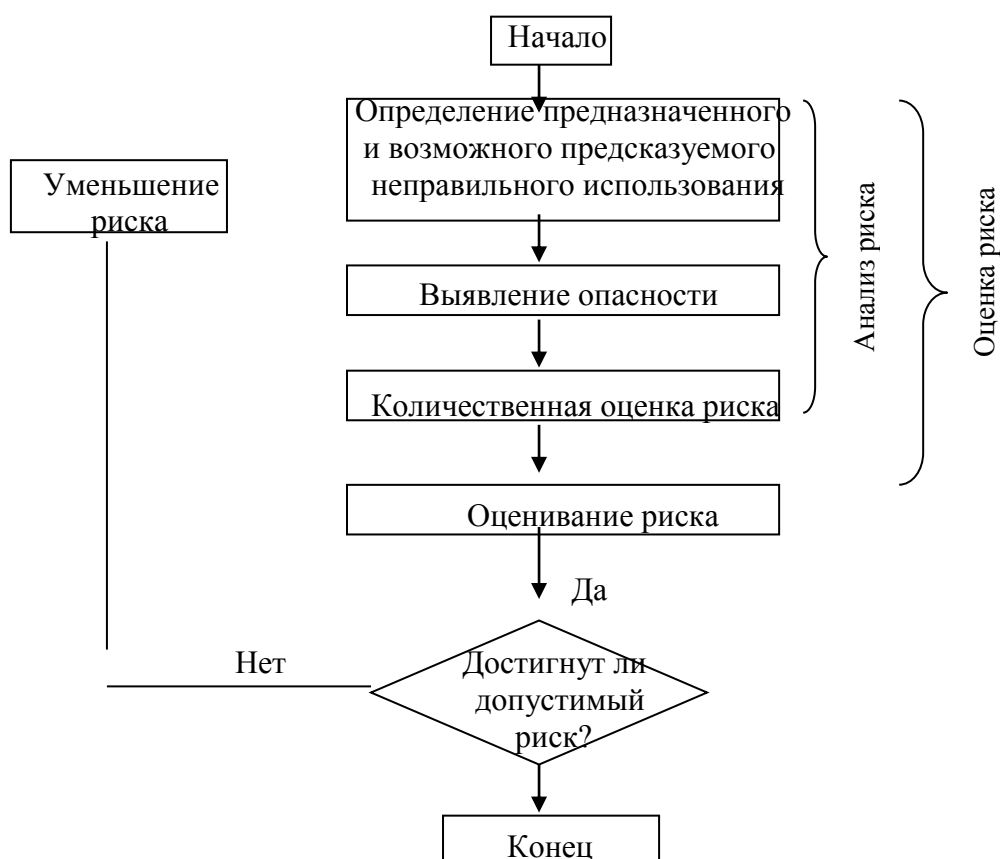 Начало
Определение предназначенного
и возможного предсказуемого
неправильного использования
Уменьшение
риска
Анализ риска
Оценка риска
Выявление опасности
Количественная оценка риска
Оценивание риска
Да
Нет
Достигнут ли
допустимый
риск?
Конец